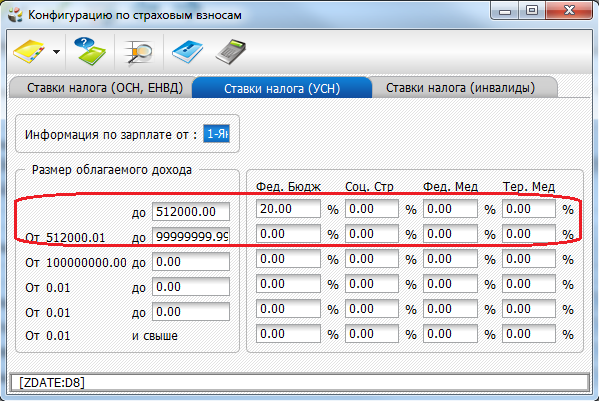 Конфигурацию по страховым взносам
Ставки налога (ОСН, ЕНВД) Ставки налога (УСН) Ставки налога (инвалиды)
Информация по зарплате от : 1-Ян
Размер облагаемого дохода
Фед. Бюдж Соц. Стр Фед. Мед Тер. Мед
до 512000.00 20.00 % 0.00 % 0.00 % 0.00 %
От 512000.01 до 99999999.99 0.00 % 0.00 % 0.00 % 0.00 %
От 100000000.00 до 0.00 0.00 % 0.00 % 0.00 % 0.00 %
От 0.01 до 0.00 0.00 % 0.00 % 0.00 % 0.00 %
От 0.01 до 0.00 0.00 % 0.00 % 0.00 % 0.00 %
От 0.01 и свыше 0.00 % 0.00 % 0.00 % 0.00 %
[ZDATE:D8]